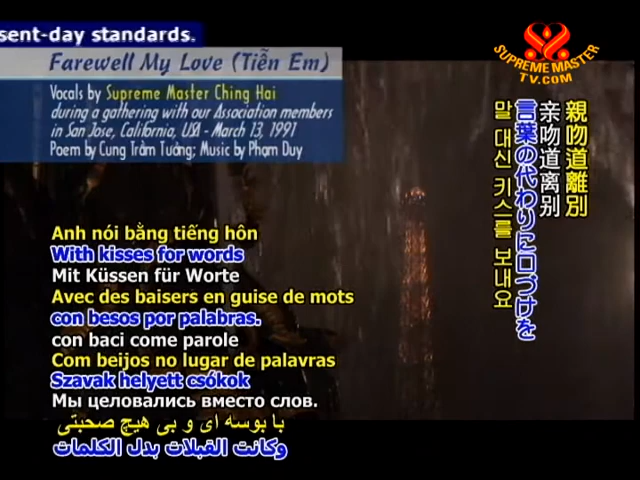 sent-day standards.
Farewell My Love (Tiễn Em)
Vocals by Supreme Master Ching Hai
during a gathering with our Association members
in San Jose, California, USA - March 13, 1991
Poem by Cung Trầm Tưởng; Music by Phạm Duy
SUPREME MASTER
TV.COM
親吻道離別
亲吻道离别
言葉の代わりに口づけを
말 대신 키스를 보내요
Anh nói bằng tiếng hôn
With kisses for words
Mit Küssen für Worte
Avec des baisers en guise de mots
con besos por palabras.
con baci come parole
Com beijos no lugar de palavras
Szavak helyett csókok
Мы целовались вместо слов.
با بوسه ای و بی هیچ صحبتی
وكانت القبلات بدل الكلمات